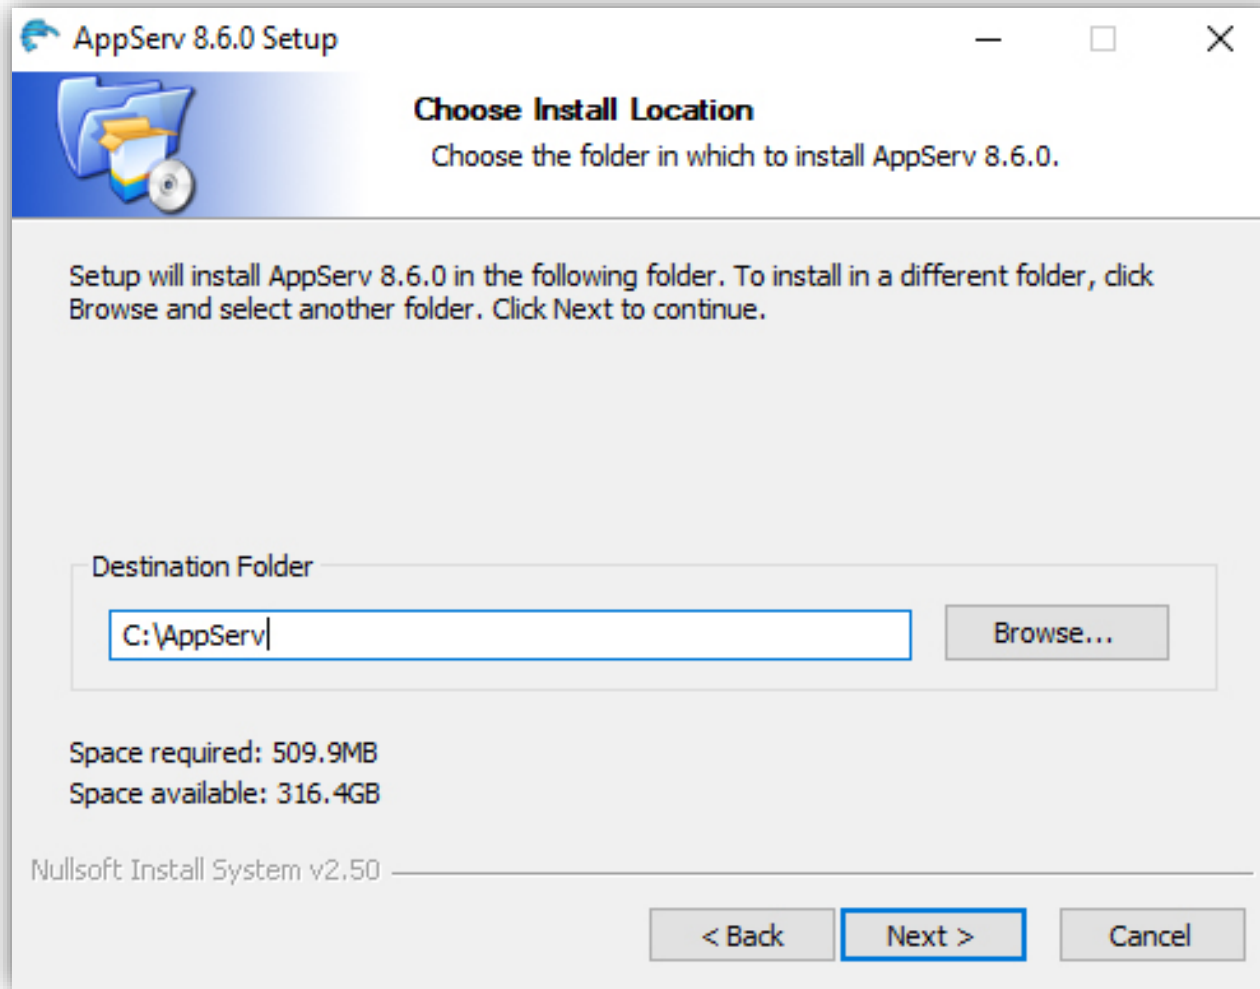 AppServ 8.6.0 Setup
Choose Install Location
Choose the folder in which to install AppServ 8.6.0.
Setup will install AppServ 8.6.0 in the following folder. To install in a different folder, click
Browse and select another folder. Click Next to continue.
Destination Folder
C:\AppServ
Browse...
Space required: 509.9MB
Space available: 316.4GB
Nullsoft Install System v2.50
< Back
Next >
Cancel